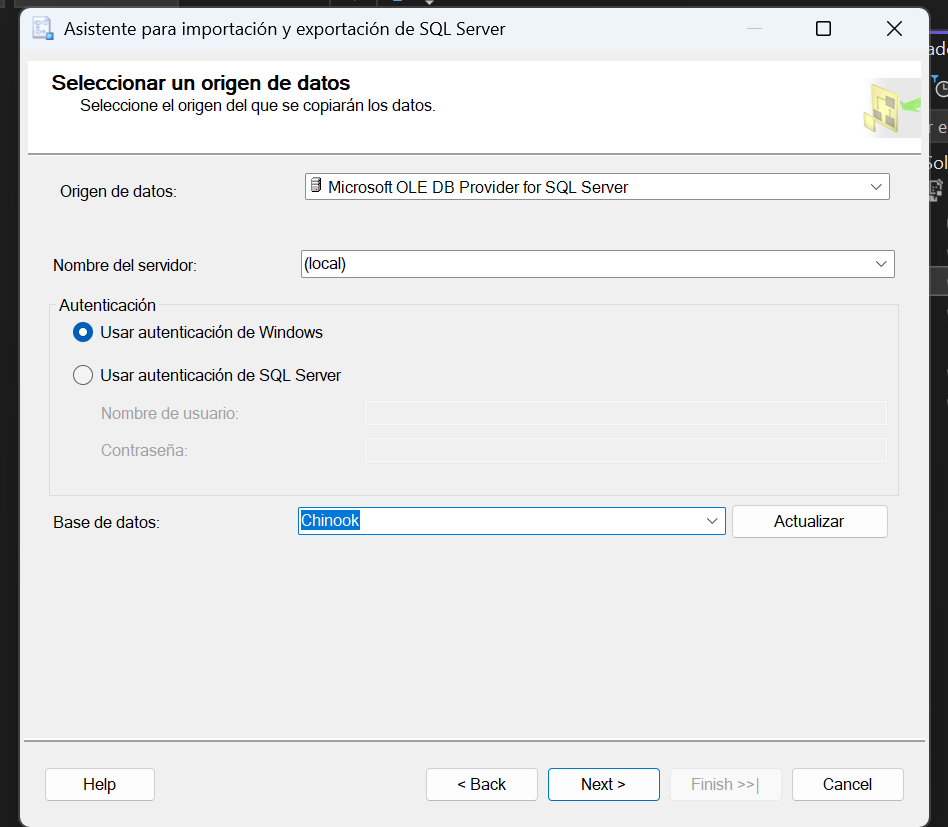 Asistente para importación y exportación de SQL Server
Seleccionar un origen de datos
Seleccione el origen del que se copiarán los datos.
Origen de datos:
Microsoft OLE DB Provider for SQL Server
Nombre del servidor:
(local)
Autenticación
Usar autenticación de Windows
Usar autenticación de SQL Server
Nombre de usuario:
Contraseña:
Base de datos:
Chinook
Actualizar
Help
< Back
Next >
Finish >>|
Cancel